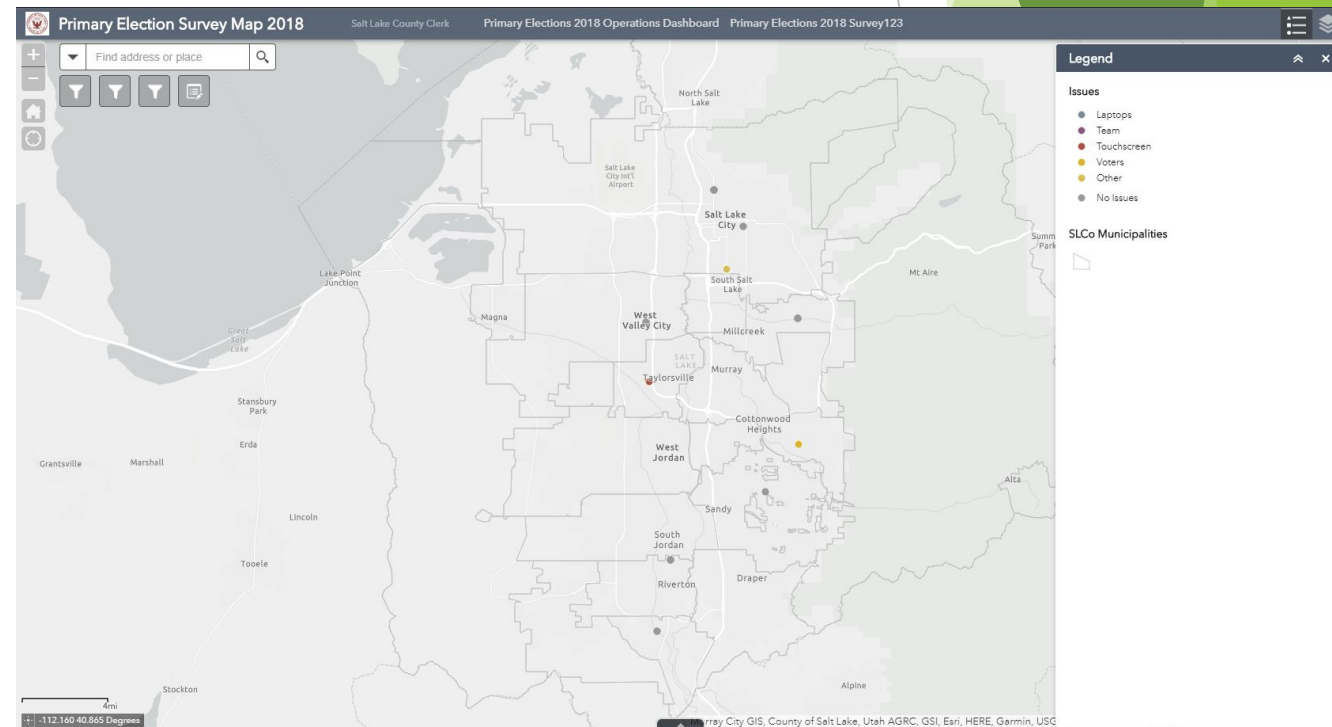 Primary Election Survey Map 2018
Salt Lake County Clerk
Primary Elections 2018 Operations Dashboard
Primary Elections 2018 Survey123
Find address or place
Legend
Issues
Laptops
Team
Touchscreen
Voters
Other
No Issues
SLCo Municipalities
North Salt
Lake
Salt Lake
City Int'l
Airport
Salt Lake
City
Summ
Park
Lake Point
Junction
South Salt
Lake
Mt Aire
Magna
West
Valley City
Millcreek
Great
Salt
Lake
SALT
LAKE
Murray
Taylorsville
Stansbury
Park
Cottonwood
Heights
Erda
West
Jordan
Grantsville
Marshall
Alta
Sandy
Lincoln
South
Jordan
Tooele
Riverton
Draper
Stockton
Alpine
4mi
-112.160 40.865 Degrees
rray City GIS, County of Salt Lake, Utah AGRC, GSI, Esri, HERE, Garmin, USG